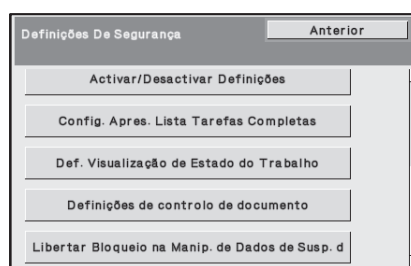 Definições De Segurança
Anterior
Activar/Desactivar Definições
Config. Apres. Lista Tarefas Completas
Def. Visualização de Estado do Trabalho
Definições de controlo de documento
Libertar Bloqueio na Manip. de Dados de Susp. d